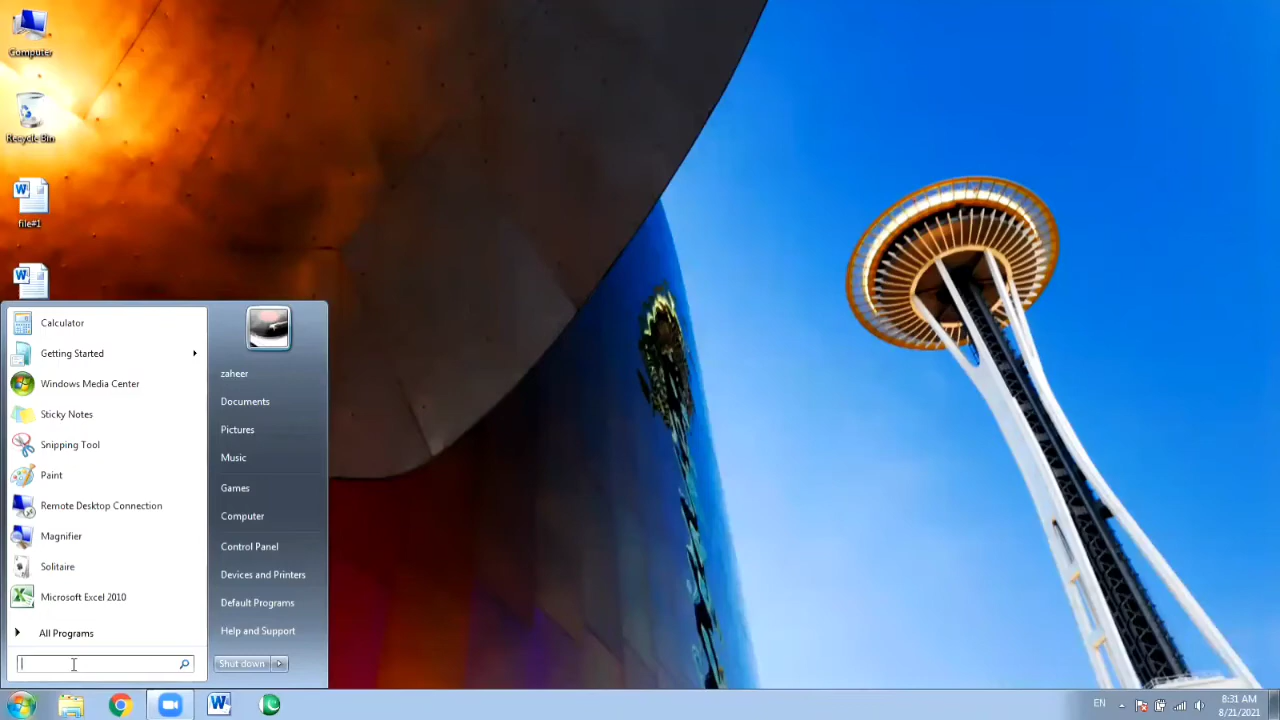 Computer
Recycle Bin
file#1
Calculator
Getting Started
Windows Media Center
Sticky Notes
Snipping Tool
Paint
Remote Desktop Connection
Magnifier
Solitaire
Microsoft Excel 2010
All Programs
zaheer
Documents
Pictures
Music
Games
Computer
Control Panel
Devices and Printers
Default Programs
Help and Support
Shut down
EN
8:31 AM
8/21/2021